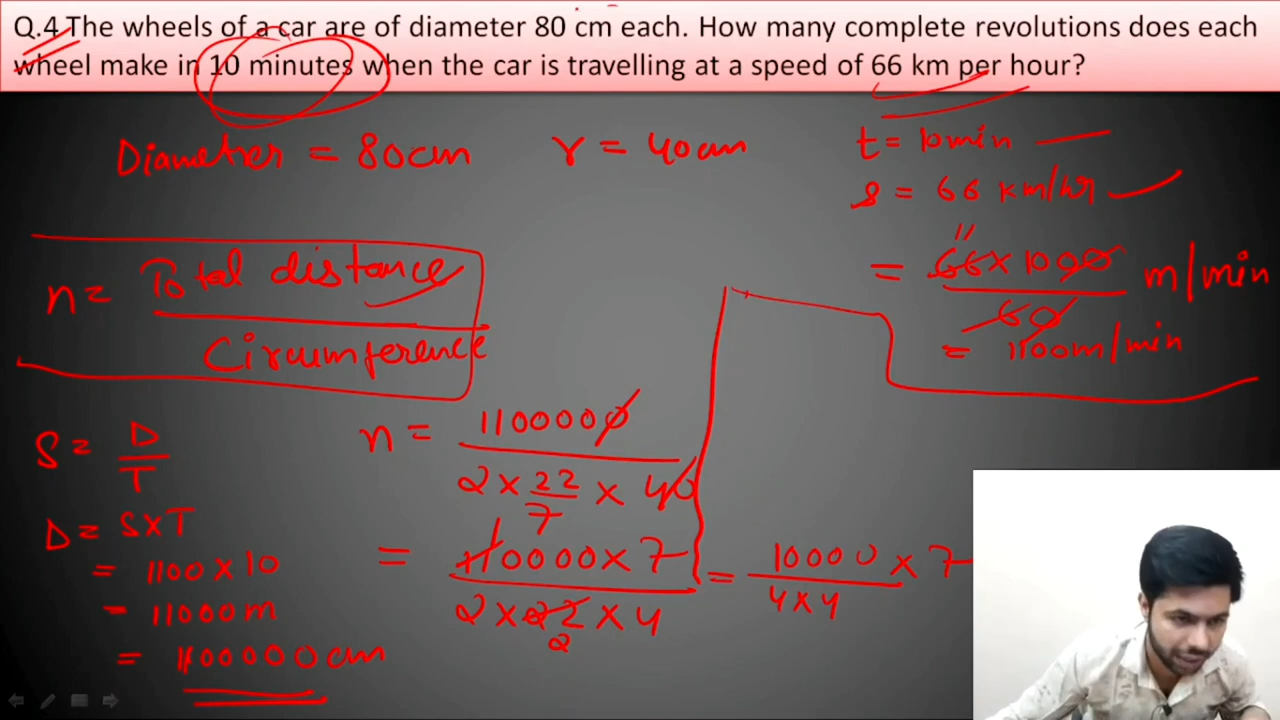 Q.4 The wheels of a car are of diameter 80 cm each. How many complete revolutions does each
wheel make in 10 minutes when the car is travelling at a speed of 66 km per hour?
Diameter = 80cm r = 40cm
t = 10min
s = 66 km/hr
= 66 × 1000 / 60 m/min
11
= 1100m/min
n = Total distance / Circumference
S = D / T
D = S × T
= 1100 × 10
= 11000m
= 1100000cm
n = 1100000 / 2 × 22/7 × 40
= 110000 × 7 / 2 × 22 × 4
1
2
= 10000 × 7 / 4 × 4